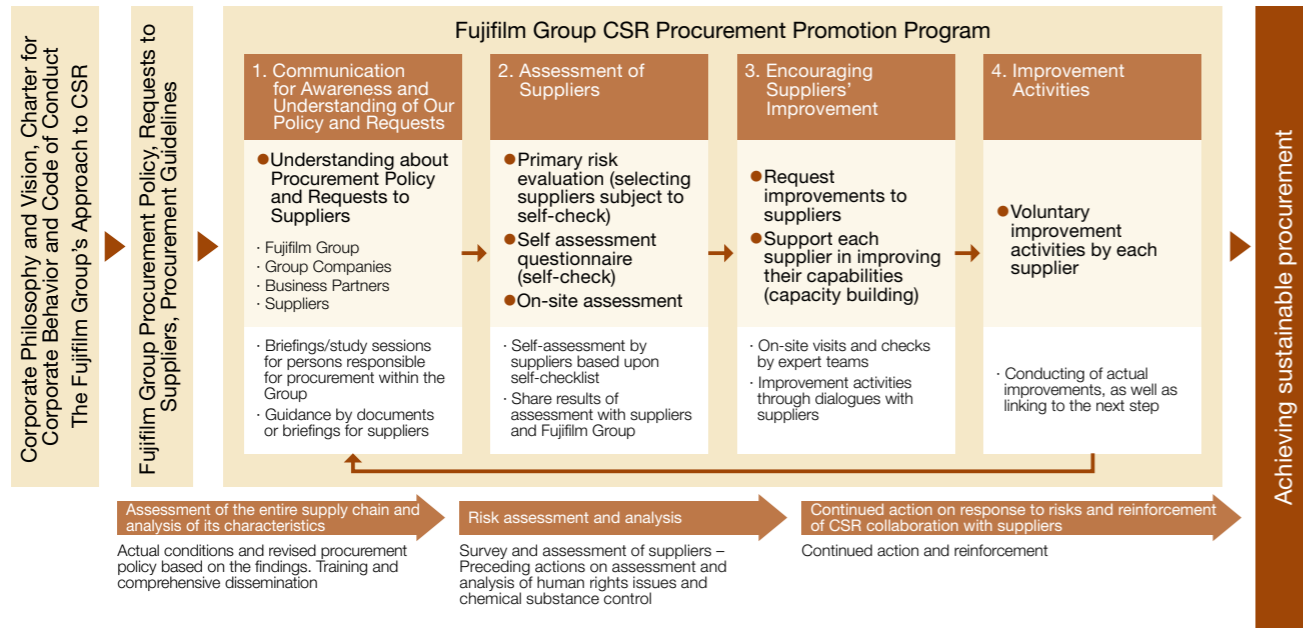 Corporate Philosophy and Vision, Charter for
Corporate Behavior and Code of Conduct
The Fujifilm Group's Approach to CSR
Fujifilm Group Procurement Policy, Requests to
Suppliers, Procurement Guidelines
Fujifilm Group CSR Procurement Promotion Program
1. Communication
for Awareness and
Understanding of Our
Policy and Requests
●Understanding about
Procurement Policy
and Requests to
Suppliers
· Fujifilm Group
· Group Companies
· Business Partners
· Suppliers
· Briefings/study sessions
for persons responsible
for procurement within the
Group
· Guidance by documents
or briefings for suppliers
2. Assessment of
Suppliers
●Primary risk
evaluation (selecting
suppliers subject to
self-check)
●Self assessment
questionnaire
(self-check)
●On-site assessment
· Self-assessment by
suppliers based upon
self-checklist
· Share results of
assessment with suppliers
and Fujifilm Group
3. Encouraging
Suppliers'
Improvement
●Request
improvements to
suppliers
●Support each
supplier in improving
their capabilities
(capacity building)
· On-site visits and checks
by expert teams
· Improvement activities
through dialogues with
suppliers
4. Improvement
Activities
●Voluntary
improvement
activities by each
supplier
· Conducting of actual
improvements, as well as
linking to the next step
Achieving sustainable procurement
Assessment of the entire supply chain and
analysis of its characteristics
Actual conditions and revised procurement
policy based on the findings. Training and
comprehensive dissemination
Risk assessment and analysis
Survey and assessment of suppliers –
Preceding actions on assessment and
analysis of human rights issues and
chemical substance control
Continued action on response to risks and reinforcement
of CSR collaboration with suppliers
Continued action and reinforcement